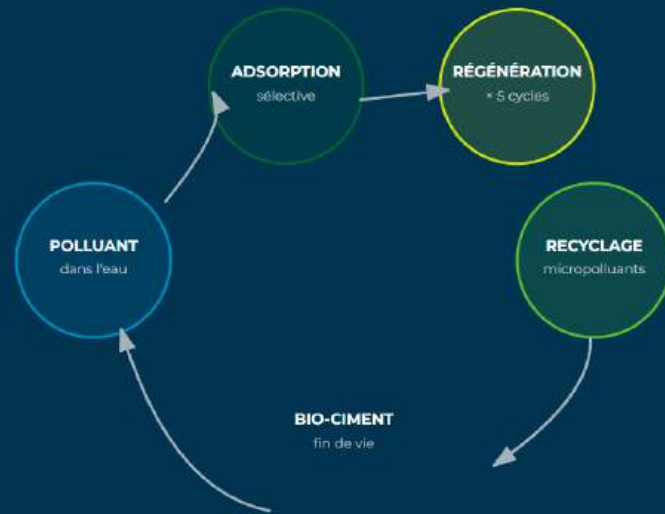 ADSORPTION
sélective
RÉGÉNÉRATION
× 5 cycles
POLLUANT
dans l'eau
RECYCLAGE
micropolluants
BIO-CIMENT
fin de vie